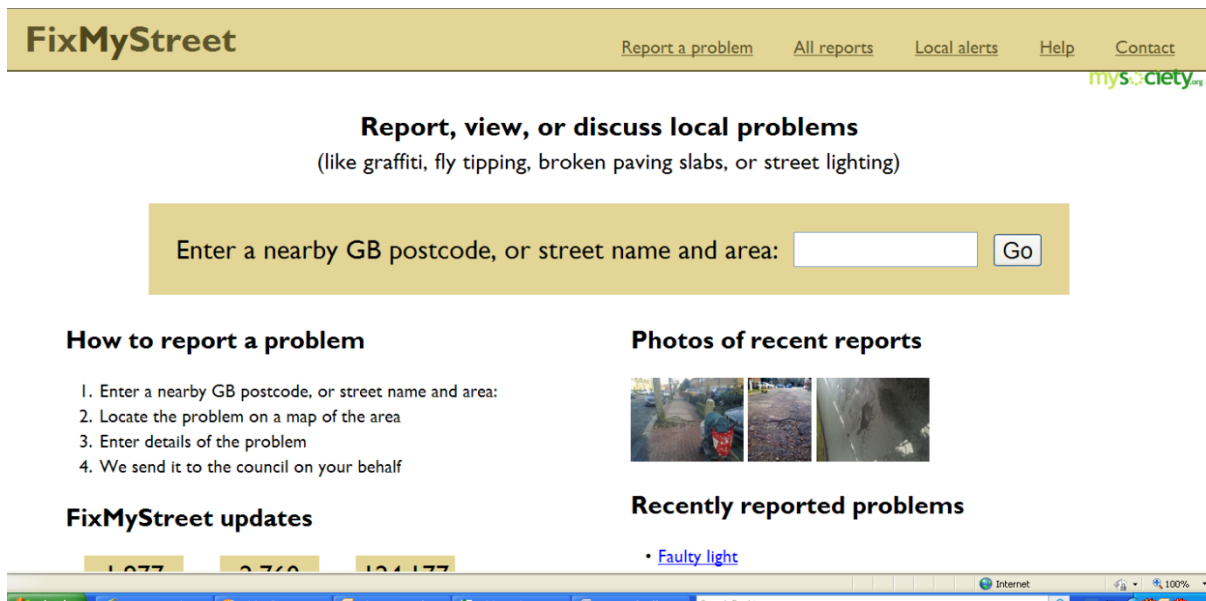 FixMyStreet
Report a problem All reports Local alerts Help Contact
mysociety.org
Report, view, or discuss local problems
(like graffiti, fly tipping, broken paving slabs, or street lighting)
Enter a nearby GB postcode, or street name and area: Go
How to report a problem
1. Enter a nearby GB postcode, or street name and area:
2. Locate the problem on a map of the area
3. Enter details of the problem
4. We send it to the council on your behalf
FixMyStreet updates
Photos of recent reports
Recently reported problems
• Faulty light
Internet 100%